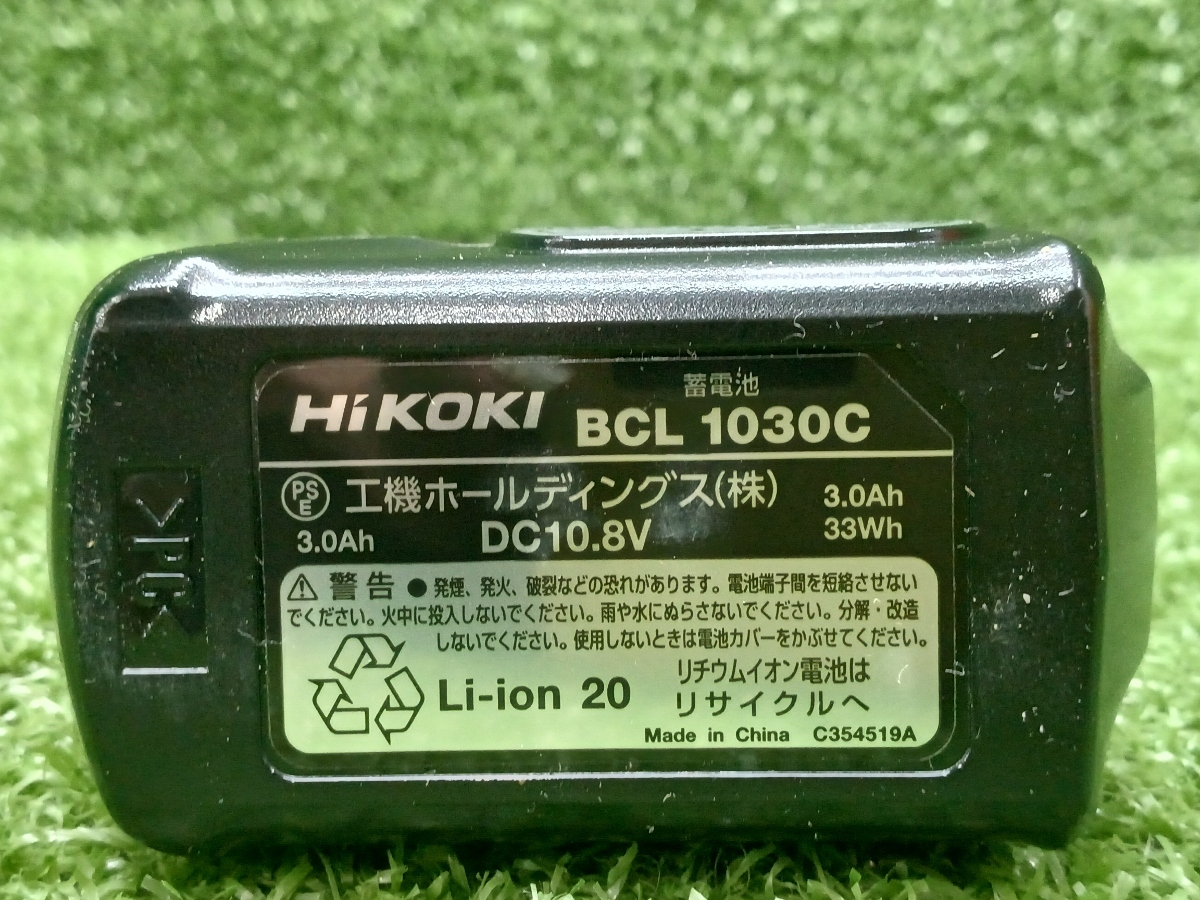 HiKOKI
蓄電池
BCL 1030C
PS
E
工機ホールディングス(株)
3.0Ah
3.0Ah
DC10.8V
33Wh
警告 ● 発煙、発火、破裂などの恐れがあります。電池端子間を短絡させない
でください。火中に投入しないでください。雨や水にぬらさないでください。分解・改造
しないでください。使用しないときは電池カバーをかぶせてください。
Li-ion 20
リチウムイオン電池は
リサイクルへ
Made in China C354519A